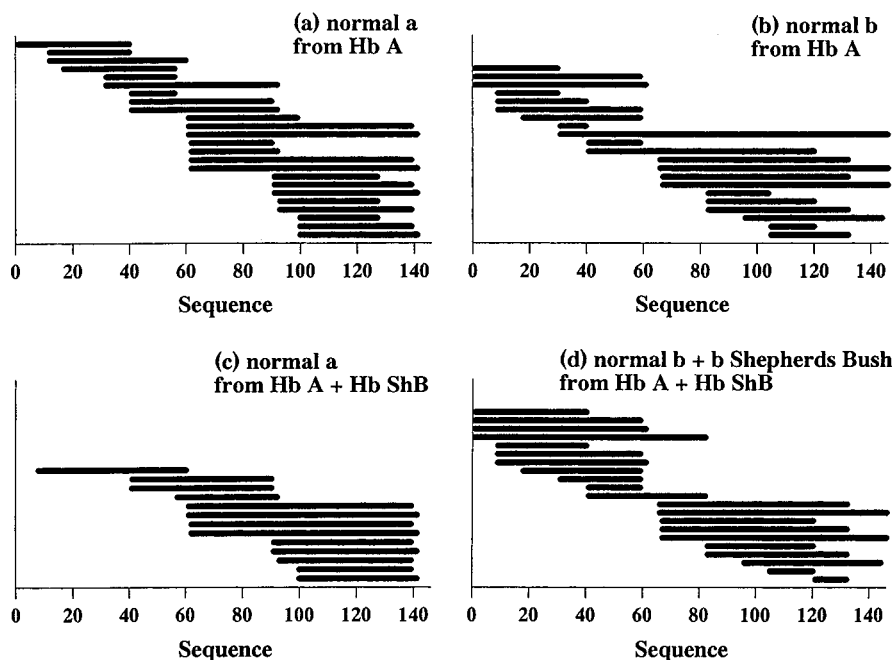 (a) normal a
from Hb A
0 20 40 60 80 100 120 140
Sequence
(b) normal b
from Hb A
0 20 40 60 80 100 120 140
Sequence
(c) normal a
from Hb A + Hb ShB
0 20 40 60 80 100 120 140
Sequence
(d) normal b + b Shepherds Bush
from Hb A + Hb ShB
0 20 40 60 80 100 120 140
Sequence